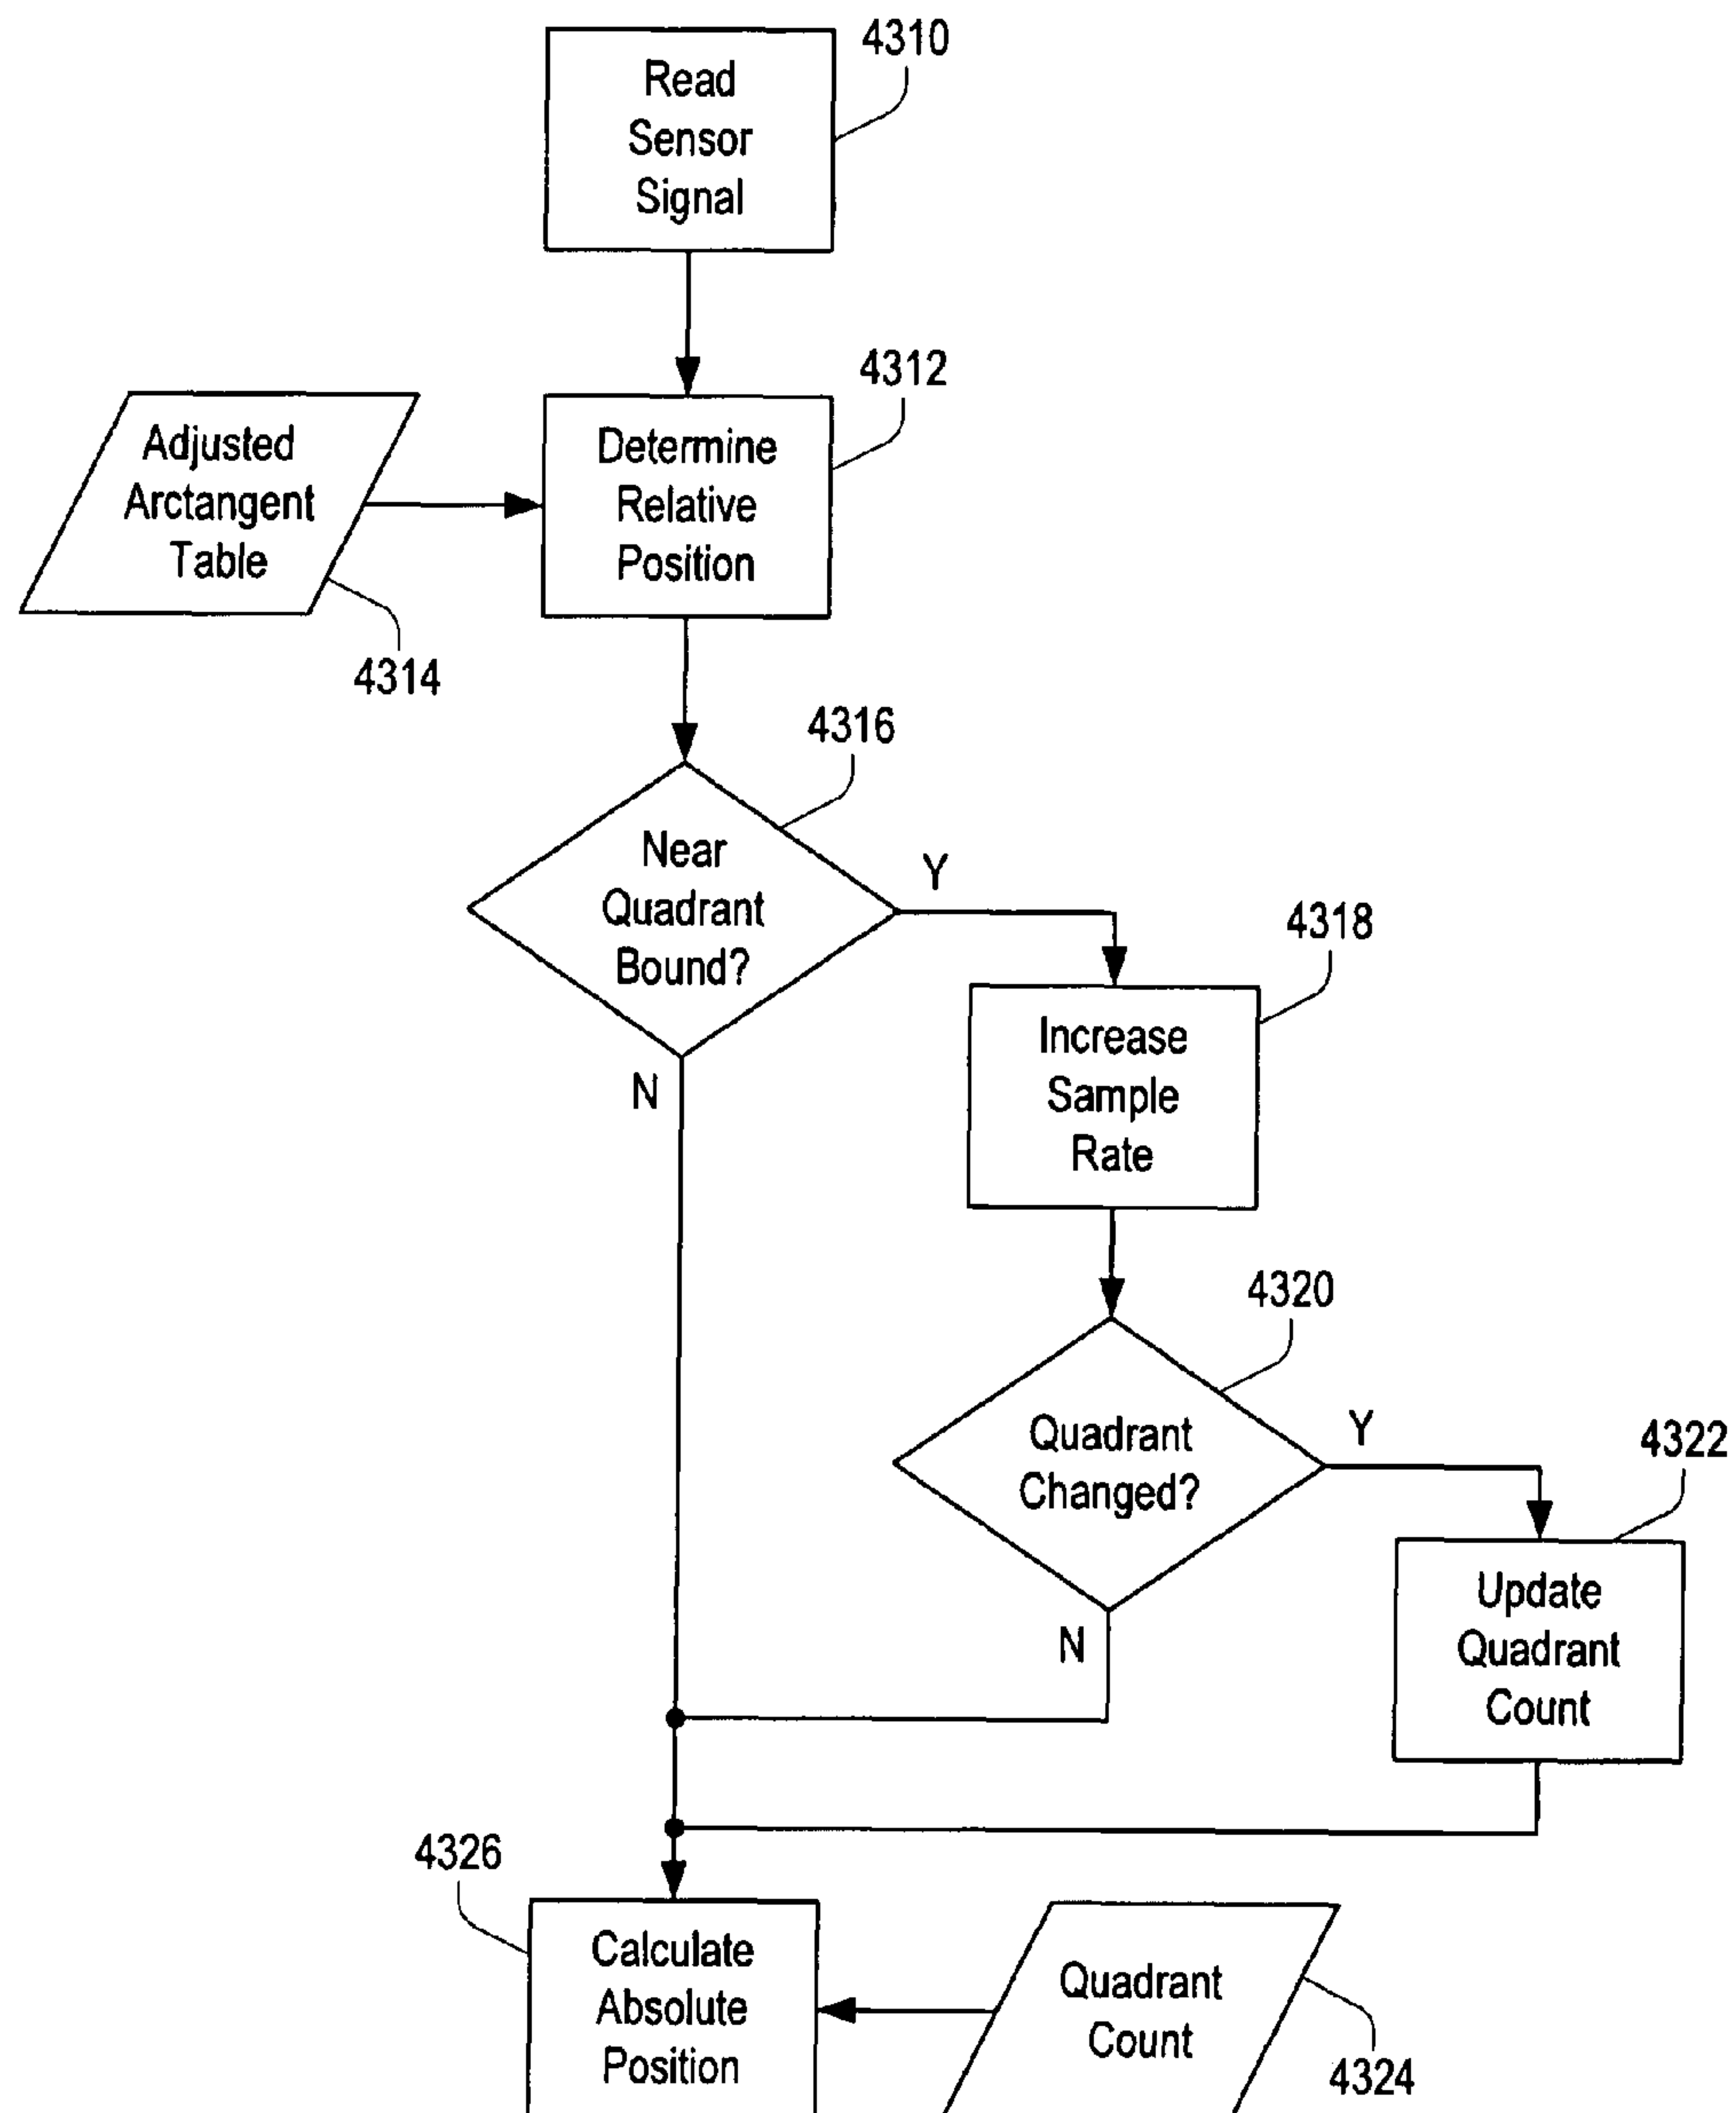 4310
Read
Sensor
Signal
4312
Determine
Relative
Position
Adjusted
Arctangent
Table
4314
4316
Near
Quadrant
Bound?
Y
N
4318
Increase
Sample
Rate
4320
Quadrant
Changed?
Y
N
4322
Update
Quadrant
Count
4326
Calculate
Absolute
Position
Quadrant
Count
4324